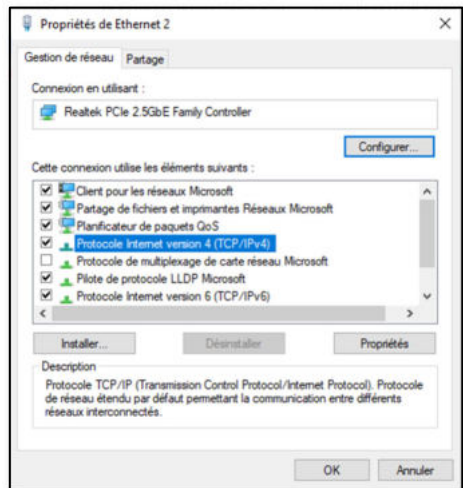 Propriétés de Ethernet 2
Gestion de réseau Partage
Connexion en utilisant :
Realtek PCIe 2.5GbE Family Controller
Configurer...
Cette connexion utilise les éléments suivants :
Client pour les réseaux Microsoft
Partage de fichiers et imprimantes Réseaux Microsoft
Planificateur de paquets QoS
Protocole Internet version 4 (TCP/IPv4)
Protocole de multiplexage de carte réseau Microsoft
Pilote de protocole LLDP Microsoft
Protocole Internet version 6 (TCP/IPv6)
Installer... Désinstaller Propriétés
Description
Protocole TCP/IP (Transmission Control Protocol/Internet Protocol). Protocole
de réseau étendu par défaut permettant la communication entre différents
réseaux interconnectés.
OK Annuler